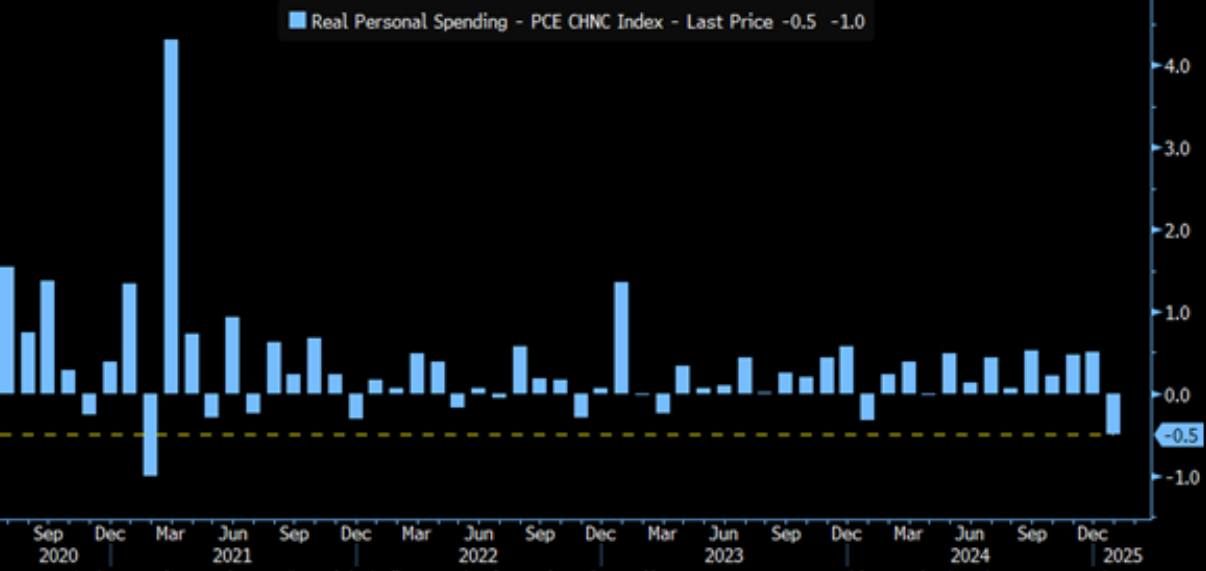 Real Personal Spending - PCE CHNC Index - Last Price -0.5 -1.0
4.0
3.0
2.0
1.0
0.0
-0.5
-1.0
Sep Dec Mar Jun Sep Dec Mar Jun Sep Dec Mar Jun Sep Dec Mar Jun Sep Dec
2020 2021 2022 2023 2024 2025